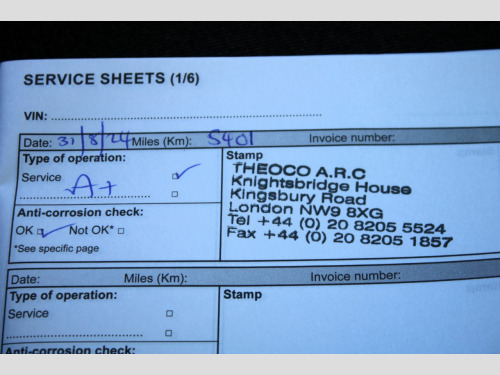 SERVICE SHEETS (1/6)
VIN:
Date: 31/8/24 Miles (Km): 5401 Invoice number:
Type of operation:
Service
A+
Anti-corrosion check:
OK Not OK*
*See specific page
Stamp
THEOCO A.R.C
Knightsbridge House
Kingsbury Road
London NW9 8XG
Tel +44 (0) 20 8205 5524
Fax +44 (0) 20 8205 1857
Date: Miles (Km): Invoice number:
Type of operation:
Service
Anti-corrosion check:
Stamp